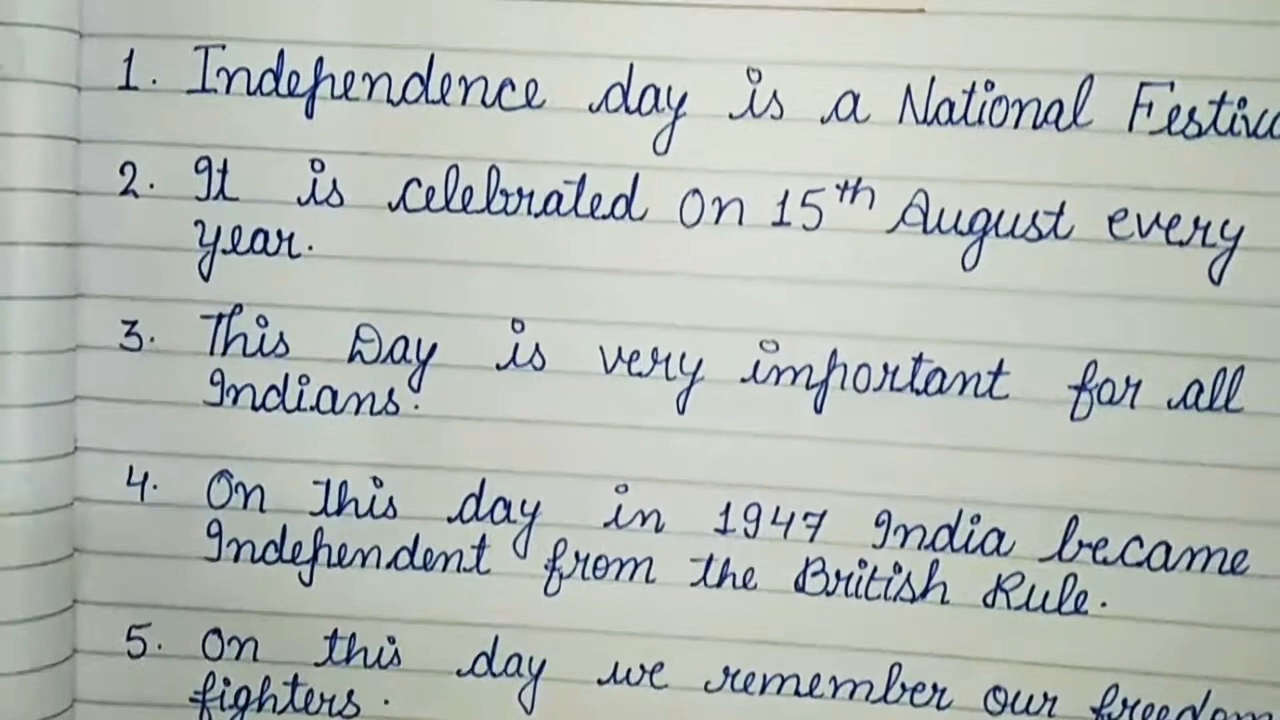 1. Independence day is a National Festiva
2. It is celebrated on 15th August every
year.
3. This Day is very important for all
Indians.
4. On this day in 1947 India became
Independent from the British Rule.
5. On this day we remember our freedom
fighters.